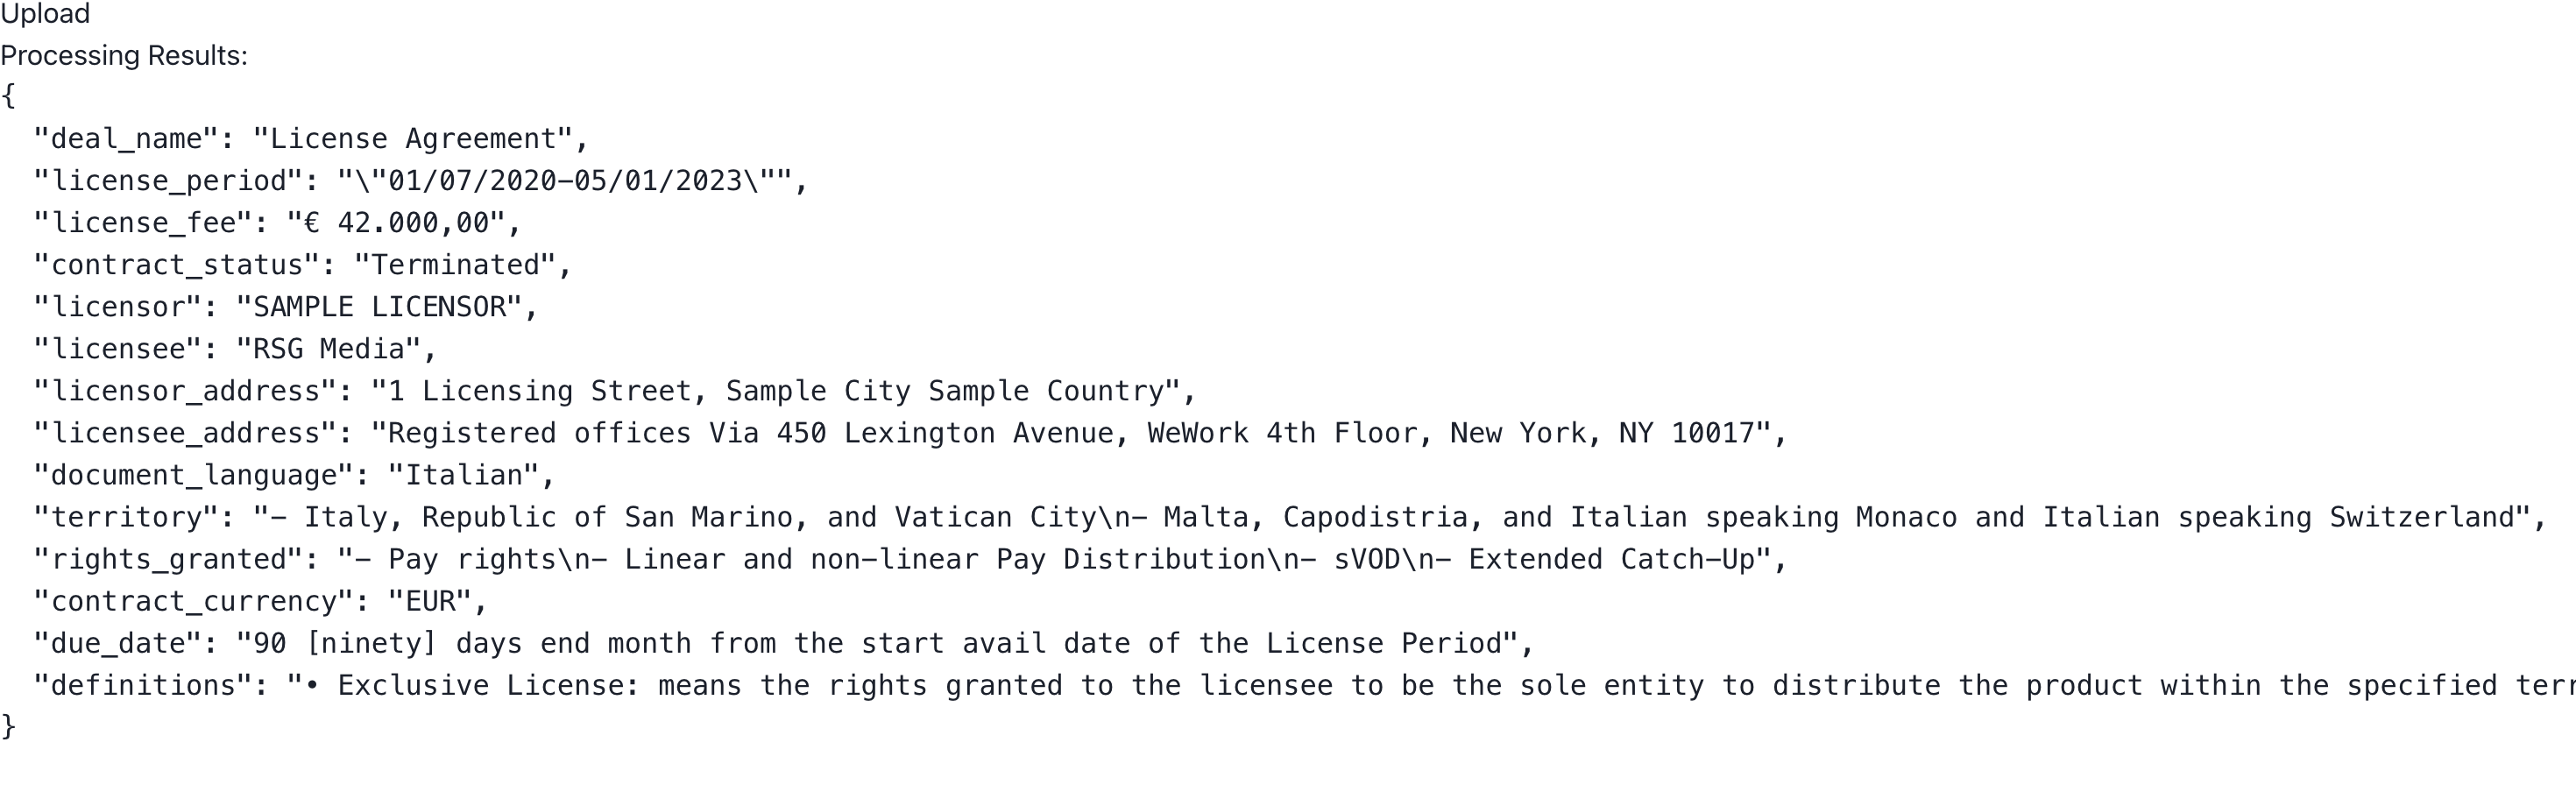 Upload
Processing Results:
{
  "deal_name": "License Agreement",
  "license_period": "\"01/07/2020–05/01/2023\"",
  "license_fee": "€ 42.000,00",
  "contract_status": "Terminated",
  "licensor": "SAMPLE LICENSOR",
  "licensee": "RSG Media",
  "licensor_address": "1 Licensing Street, Sample City Sample Country",
  "licensee_address": "Registered offices Via 450 Lexington Avenue, WeWork 4th Floor, New York, NY 10017",
  "document_language": "Italian",
  "territory": "– Italy, Republic of San Marino, and Vatican City\n– Malta, Capodistria, and Italian speaking Monaco and Italian speaking Switzerland",
  "rights_granted": "– Pay rights\n– Linear and non–linear Pay Distribution\n– sVOD\n– Extended Catch–Up",
  "contract_currency": "EUR",
  "due_date": "90 [ninety] days end month from the start avail date of the License Period",
  "definitions": "• Exclusive License: means the rights granted to the licensee to be the sole entity to distribute the product within the specified
}